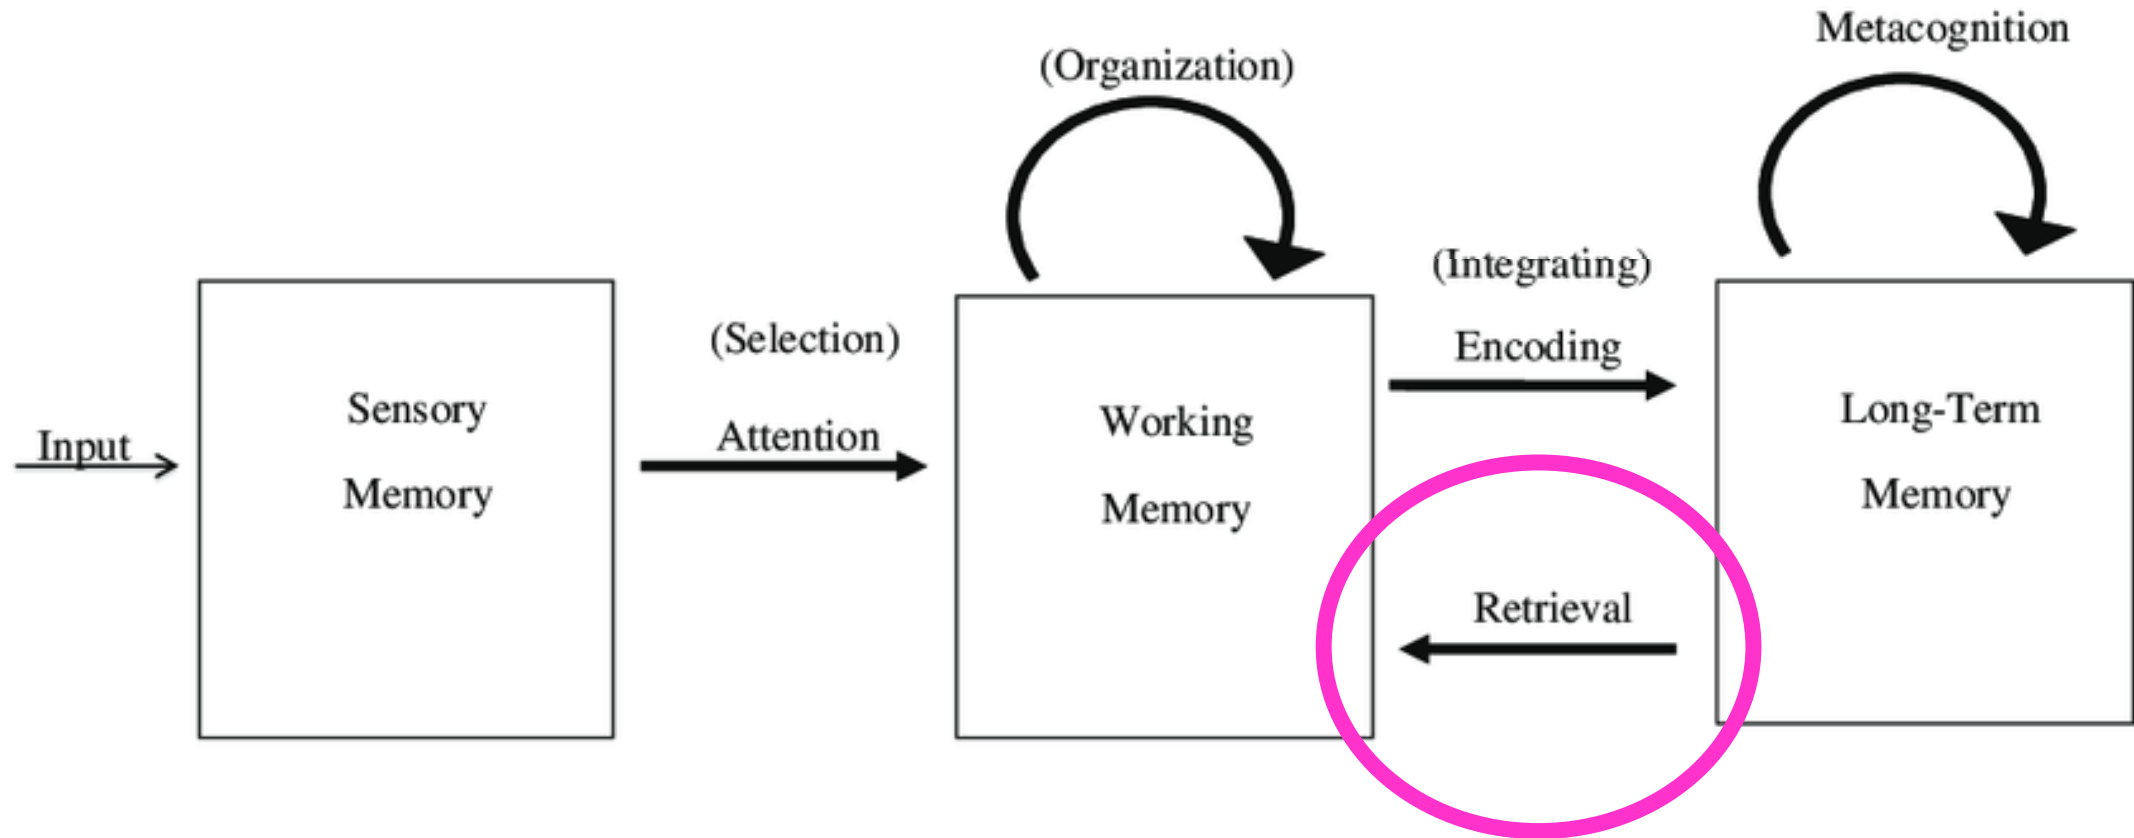 Input
Sensory
Memory
(Selection)
Attention
(Organization)
Working
Memory
(Integrating)
Encoding
Retrieval
Metacognition
Long-Term
Memory